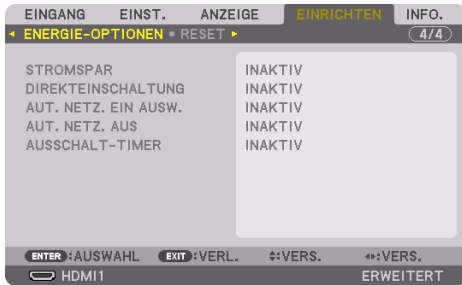 EINGANG EINST. ANZEIGE EINRICHTEN INFO.
◂ ENERGIE-OPTIONEN • RESET ▸ 4/4
STROMSPAR INAKTIV
DIREKTEINSCHALTUNG INAKTIV
AUT. NETZ. EIN AUSW. INAKTIV
AUT. NETZ. AUS INAKTIV
AUSSCHALT-TIMER INAKTIV
ENTER :AUSWAHL EXIT :VERL. ⬍:VERS. ⬌:VERS.
HDMI1 ERWEITERT